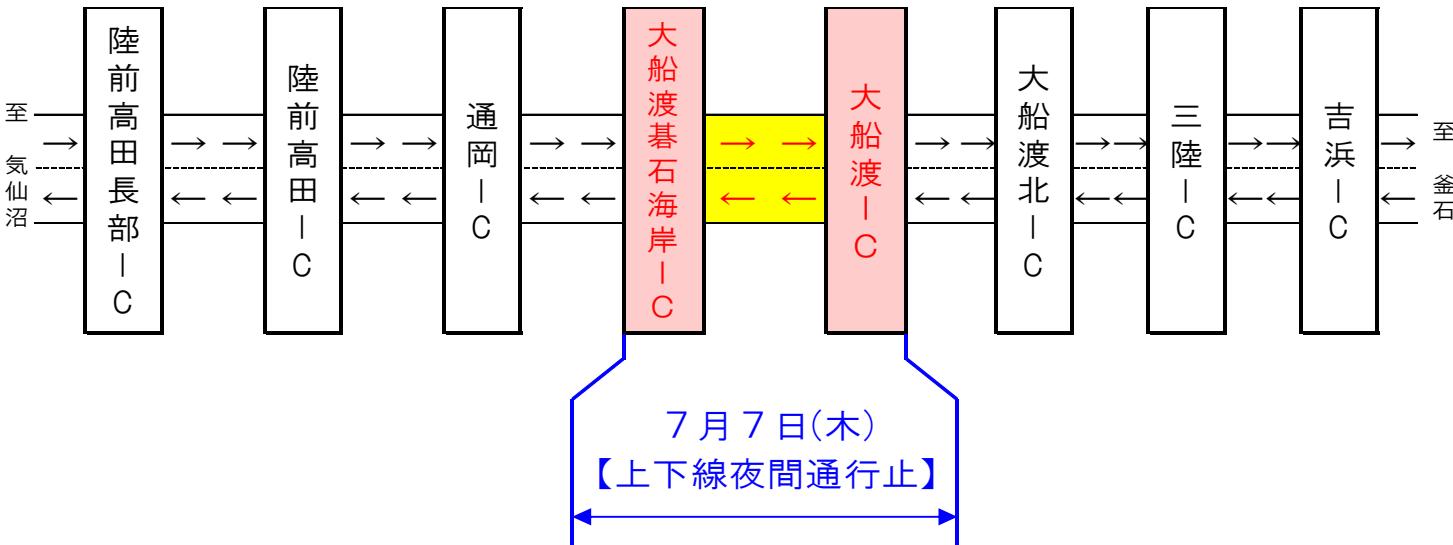 至 気仙沼
陸前高田長部IC
陸前高田IC
通岡IC
大船渡碁石海岸IC
大船渡IC
大船渡北IC
三陸IC
吉浜IC
至 釜石
→ → → → → → → → → → → → → → → →
← ← ← ← ← ← ← ← ← ← ← ← ← ← ← ←
7月7日(木)
【上下線夜間通行止】